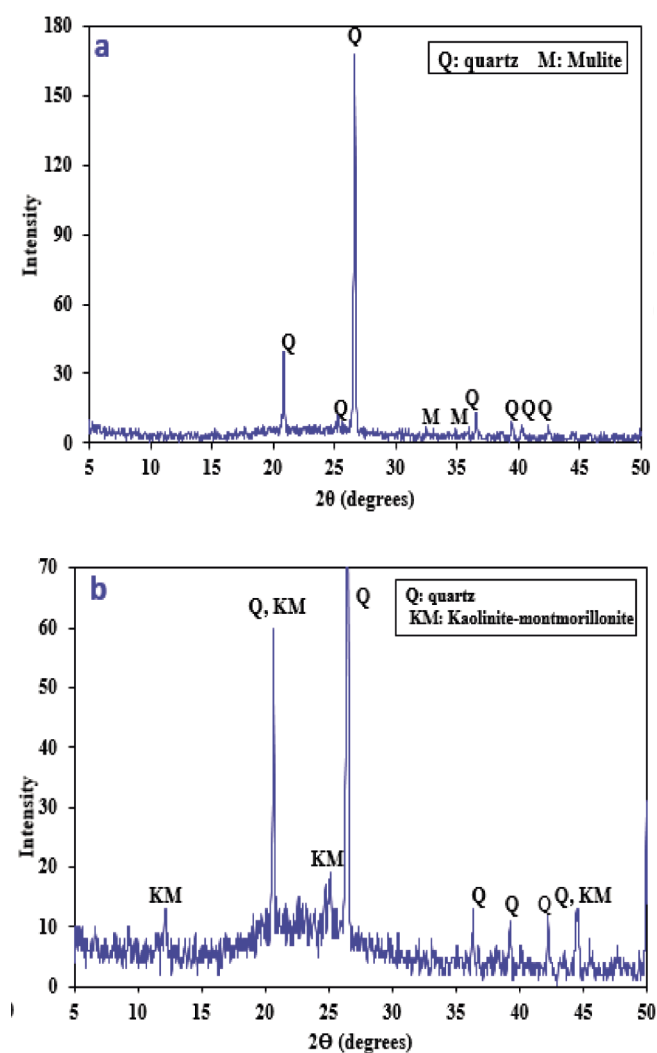 a
Q: quartz M: Mulite
Q
Q
Q
M
M
Q
Q Q Q
Intensity
180
150
120
90
60
30
0
5 10 15 20 25 30 35 40 45 50
2θ (degrees)
b
Q: quartz
KM: Kaolinite-montmorillonite
Q, KM
Q
KM
KM
Q
Q
Q
Q, KM
Intensity
70
60
50
40
30
20
10
0
5 10 15 20 25 30 35 40 45 50
2Θ (degrees)